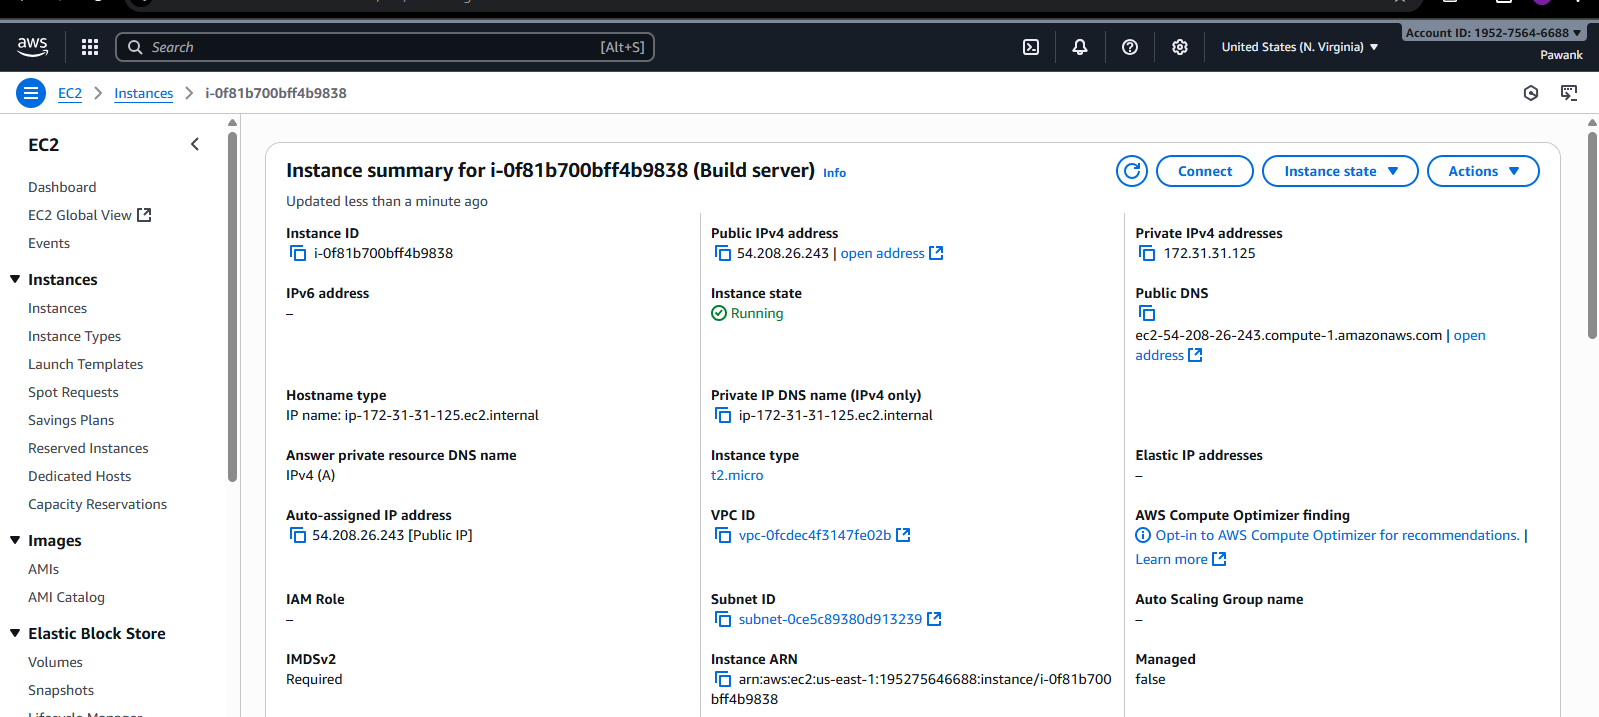 aws
Search
[Alt+S]
United States (N. Virginia)
Account ID: 1952-7564-6688
Pawank
EC2
Instances
i-0f81b700bff4b9838
EC2
Dashboard
EC2 Global View
Events
Instances
Instances
Instance Types
Launch Templates
Spot Requests
Savings Plans
Reserved Instances
Dedicated Hosts
Capacity Reservations
Images
AMIs
AMI Catalog
Elastic Block Store
Volumes
Snapshots
Lifecycle Manager
Instance summary for i-0f81b700bff4b9838 (Build server) Info
Updated less than a minute ago
Connect
Instance state
Actions
Instance ID
i-0f81b700bff4b9838
Public IPv4 address
54.208.26.243 | open address
Private IPv4 addresses
172.31.31.125
IPv6 address
–
Instance state
Running
Public DNS
ec2-54-208-26-243.compute-1.amazonaws.com | open
address
Hostname type
IP name: ip-172-31-31-125.ec2.internal
Private IP DNS name (IPv4 only)
ip-172-31-31-125.ec2.internal
Answer private resource DNS name
IPv4 (A)
Instance type
t2.micro
Elastic IP addresses
–
Auto-assigned IP address
54.208.26.243 [Public IP]
VPC ID
vpc-0fcdec4f3147fe02b
AWS Compute Optimizer finding
Opt-in to AWS Compute Optimizer for recommendations. |
Learn more
IAM Role
–
Subnet ID
subnet-0ce5c89380d913239
Auto Scaling Group name
–
IMDSv2
Required
Instance ARN
arn:aws:ec2:us-east-1:195275646688:instance/i-0f81b700
bff4b9838
Managed
false